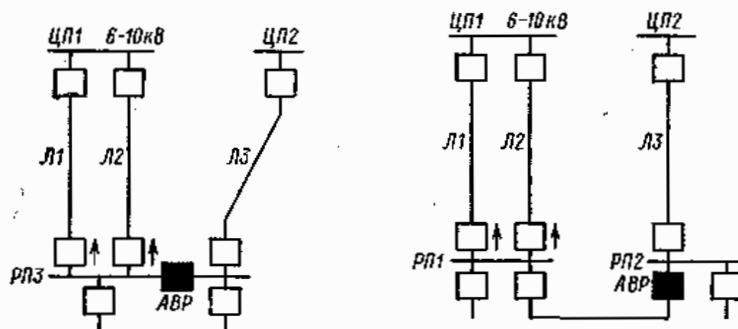 ЦП1 6-10кВ ЦП2
Л1 Л2 Л3
РП3
АВР
ЦП1 6-10кВ ЦП2
Л1 Л2 Л3
РП1 РП2
АВР